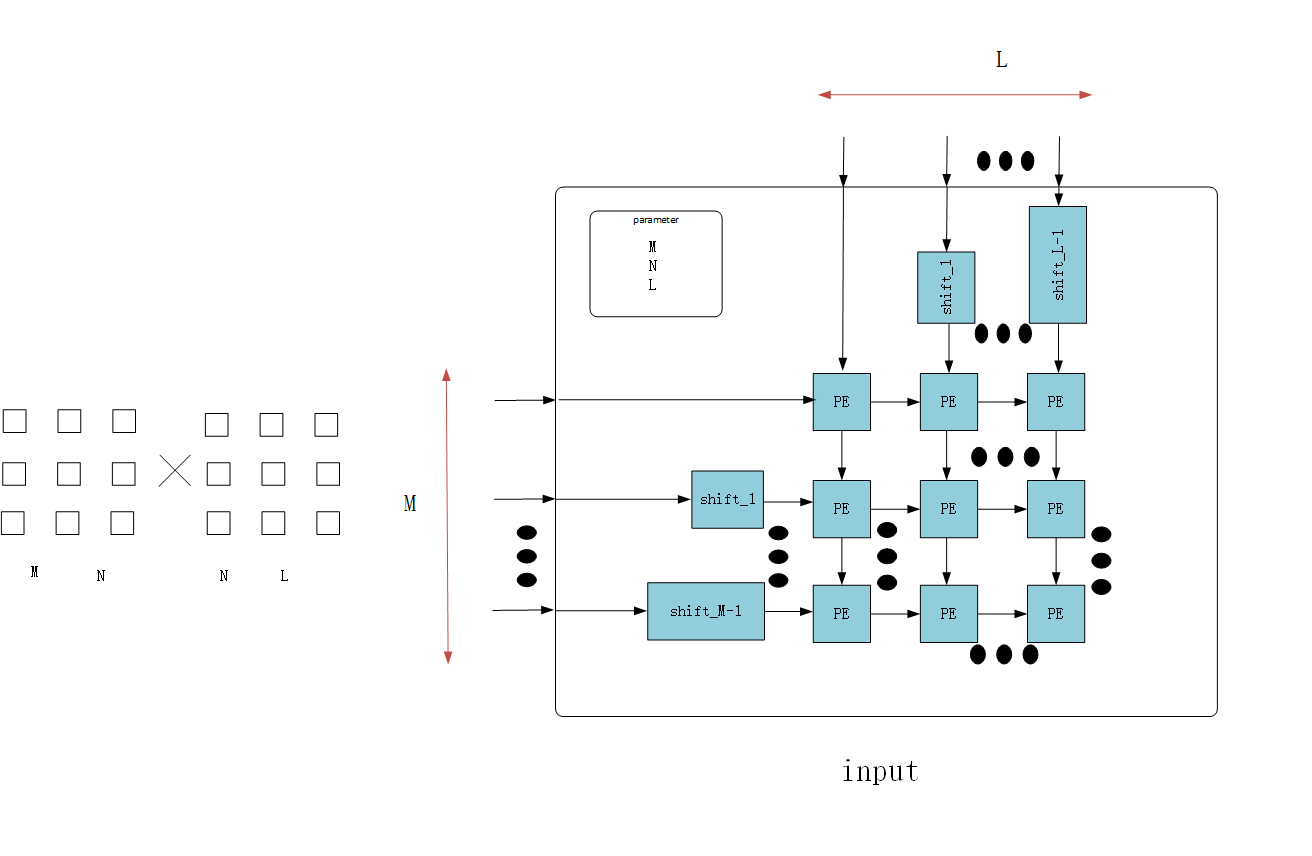 L
parameter
M
N
L
shift_1
shift_L-1
PE
PE
PE
M
shift_1
PE
PE
PE
M
N
N
L
shift_M-1
PE
PE
PE
input